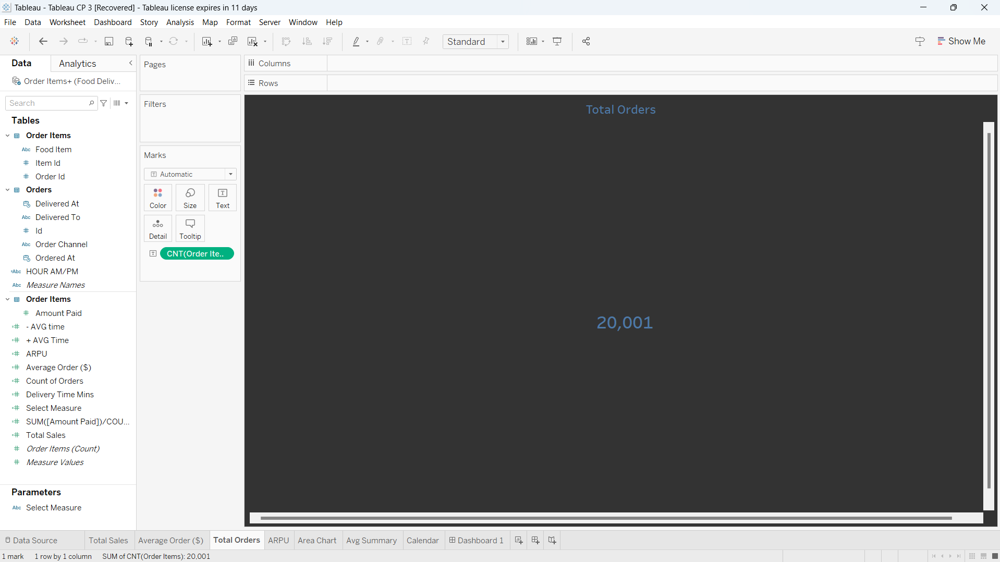 Tableau - Tableau CP 3 [Recovered] - Tableau license expires in 11 days
File Data Worksheet Dashboard Story Analysis Map Format Server Window Help
Standard
Show Me
Data Analytics
Order Items+ (Food Deliv...
Search
Tables
Order Items
Abc Food Item
# Item Id
# Order Id
Orders
Delivered At
Abc Delivered To
# Id
Abc Order Channel
Ordered At
=Abc HOUR AM/PM
Abc Measure Names
Order Items
# Amount Paid
=# - AVG time
=# + AVG Time
=# ARPU
=# Average Order ($)
=# Count of Orders
=# Delivery Time Mins
=# Select Measure
=# SUM([Amount Paid])/COU...
=# Total Sales
# Order Items (Count)
# Measure Values
Parameters
Abc Select Measure
Pages
Filters
Marks
T Automatic
Color Size T Text
Detail Tooltip
T CNT(Order Ite..
Columns
Rows
Total Orders
20,001
Data Source Total Sales Average Order ($) Total Orders ARPU Area Chart Avg Summary Calendar Dashboard 1
1 mark 1 row by 1 column SUM of CNT(Order Items): 20,001